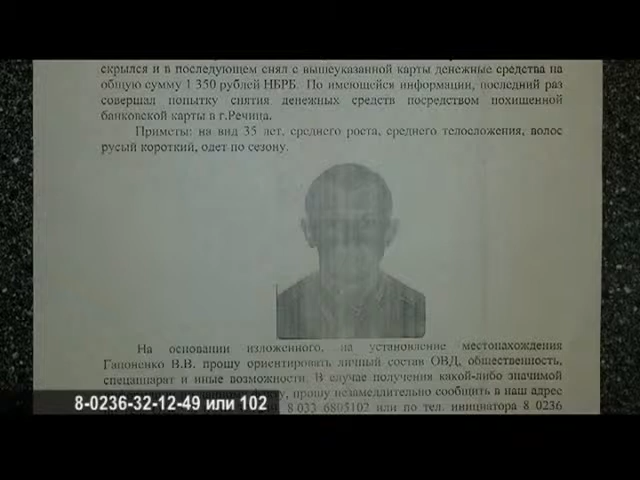 скрылся и в последующем снял с вышеуказанной карты денежные средства на
общую сумму 1 350 рублей НБРБ. По имеющейся информации, последний раз
совершал попытку снятия денежных средств посредством похищенной
банковской карты в г.Речица.
Приметы: на вид 35 лет, среднего роста, среднего телосложения, волос
русый короткий, одет по сезону.
На основании изложенного, на установление местонахождения
Гапоненко В.В. прошу ориентировать личный состав ОВД, общественность,
спецаппарат и иные возможности. В случае получения какой-либо значимой
прошу незамедлительно сообщить в наш адрес
8 033 6805102 или по тел. инициатора 8 0236
8-0236-32-12-49 или 102